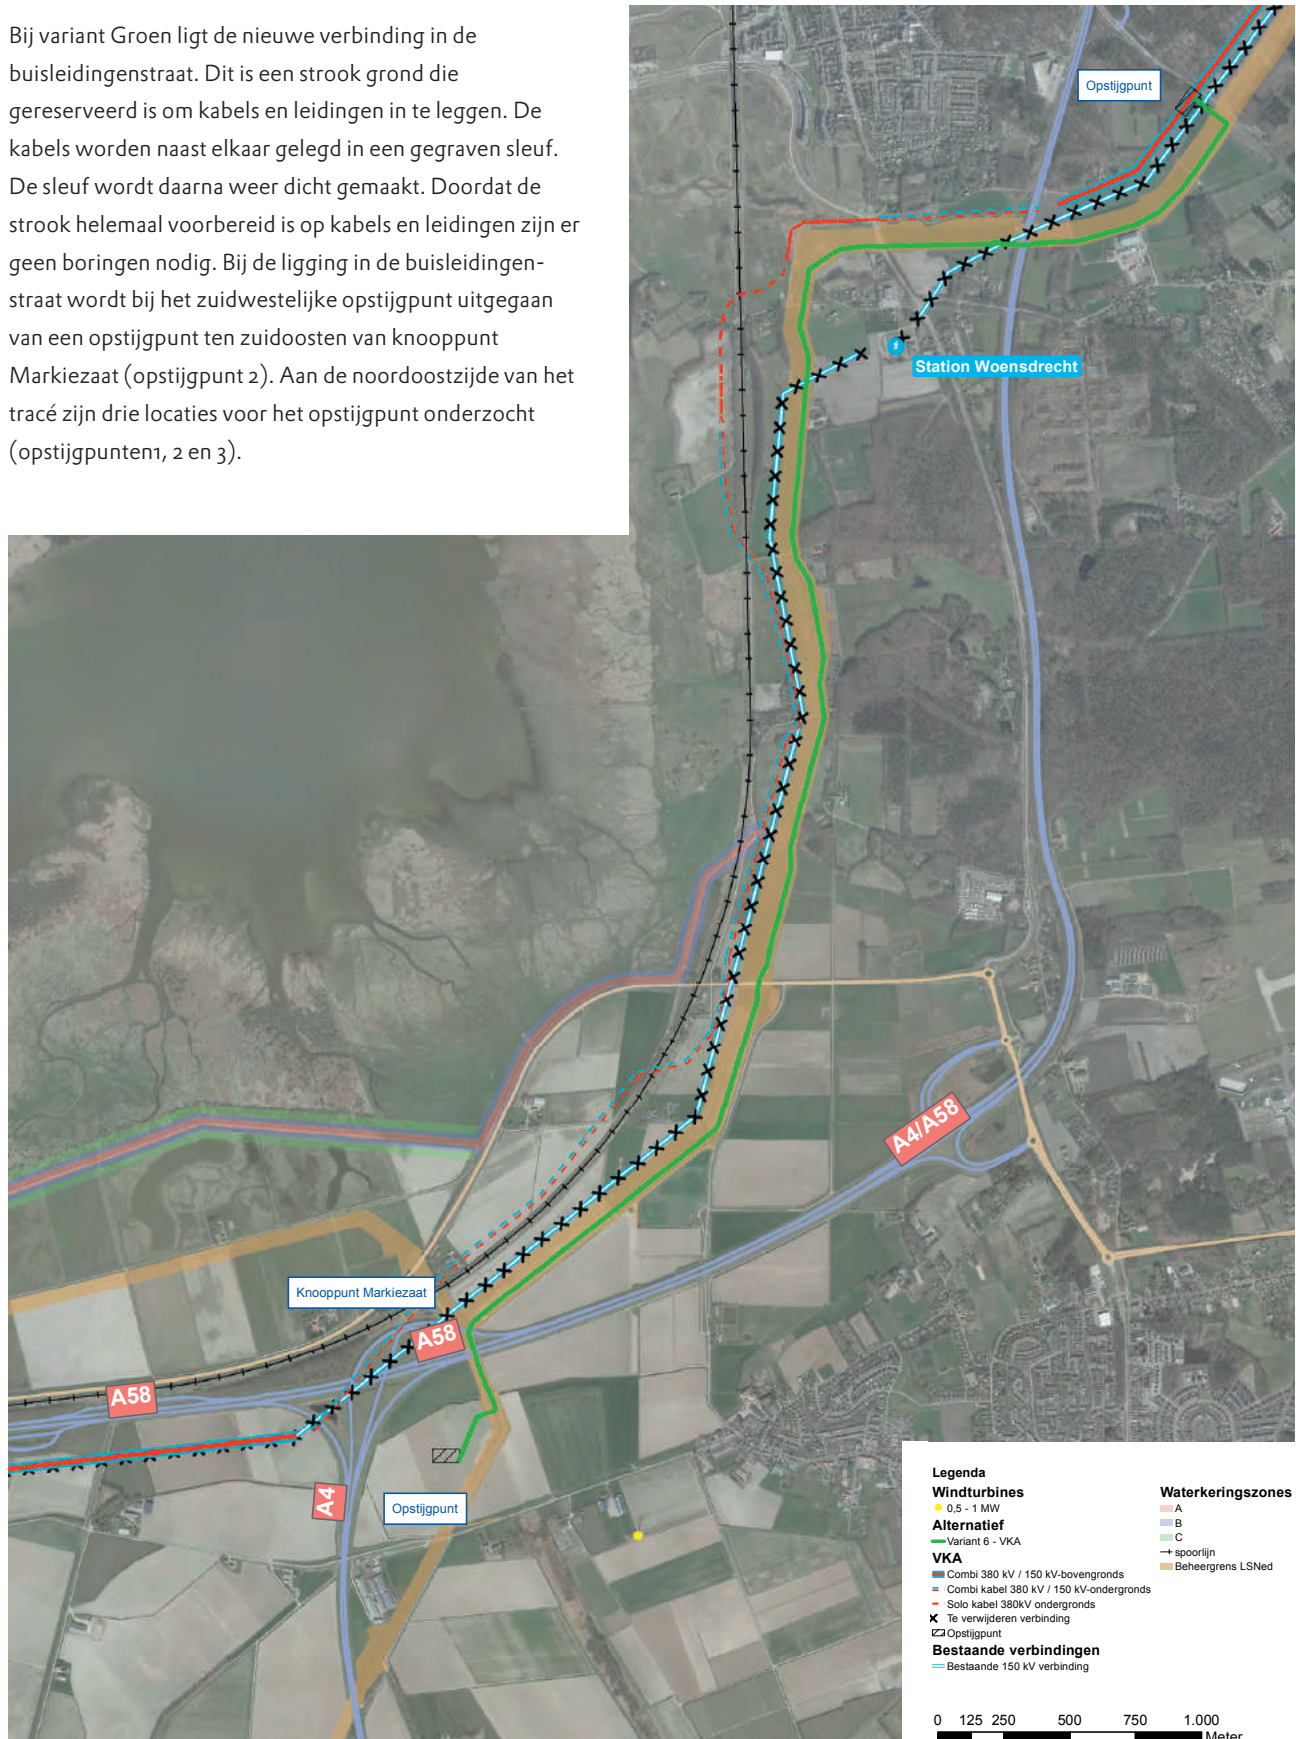 Bij variant Groen ligt de nieuwe verbinding in de
buisleidingenstraat. Dit is een strook grond die
gereserveerd is om kabels en leidingen in te leggen. De
kabels worden naast elkaar gelegd in een gegraven sleuf.
De sleuf wordt daarna weer dicht gemaakt. Doordat de
strook helemaal voorbereid is op kabels en leidingen zijn er
geen boringen nodig. Bij de ligging in de buisleidingen-
straat wordt bij het zuidwestelijke opstijgpunt uitgegaan
van een opstijgpunt ten zuidoosten van knooppunt
Markiezaat (opstijgpunt 2). Aan de noordoostzijde van het
tracé zijn drie locaties voor het opstijgpunt onderzocht
(opstijgpunten1, 2 en 3).
Opstijgpunt
Station Woensdrecht
A4/A58
Knooppunt Markiezaat
A58
A58
A4
Opstijgpunt
Legenda
Windturbines
0,5 - 1 MW
Alternatief
Variant 6 - VKA
VKA
Combi 380 kV / 150 kV-bovengronds
Combi kabel 380 kV / 150 kV-ondergronds
Solo kabel 380kV ondergronds
Te verwijderen verbinding
Opstijgpunt
Bestaande verbindingen
Bestaande 150 kV verbinding
Waterkeringszones
A
B
C
spoorlijn
Beheergrens LSNed
0 125 250 500 750 1.000
Meter